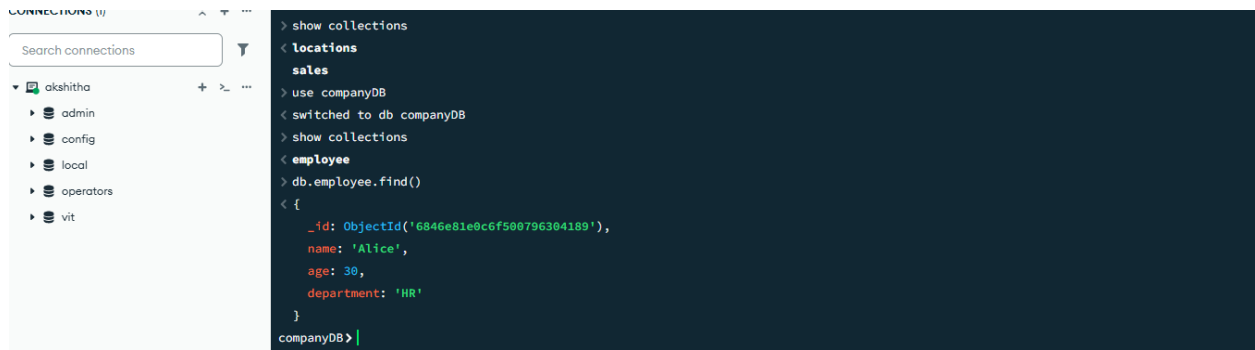 CONNECTIONS (1)
Search connections
akshitha
admin
config
local
operators
vit
> show collections
< locations
sales
> use companyDB
< switched to db companyDB
> show collections
< employee
> db.employee.find()
< {
_id: ObjectId('6846e81e0c6f500796304189'),
name: 'Alice',
age: 30,
department: 'HR'
}
companyDB>